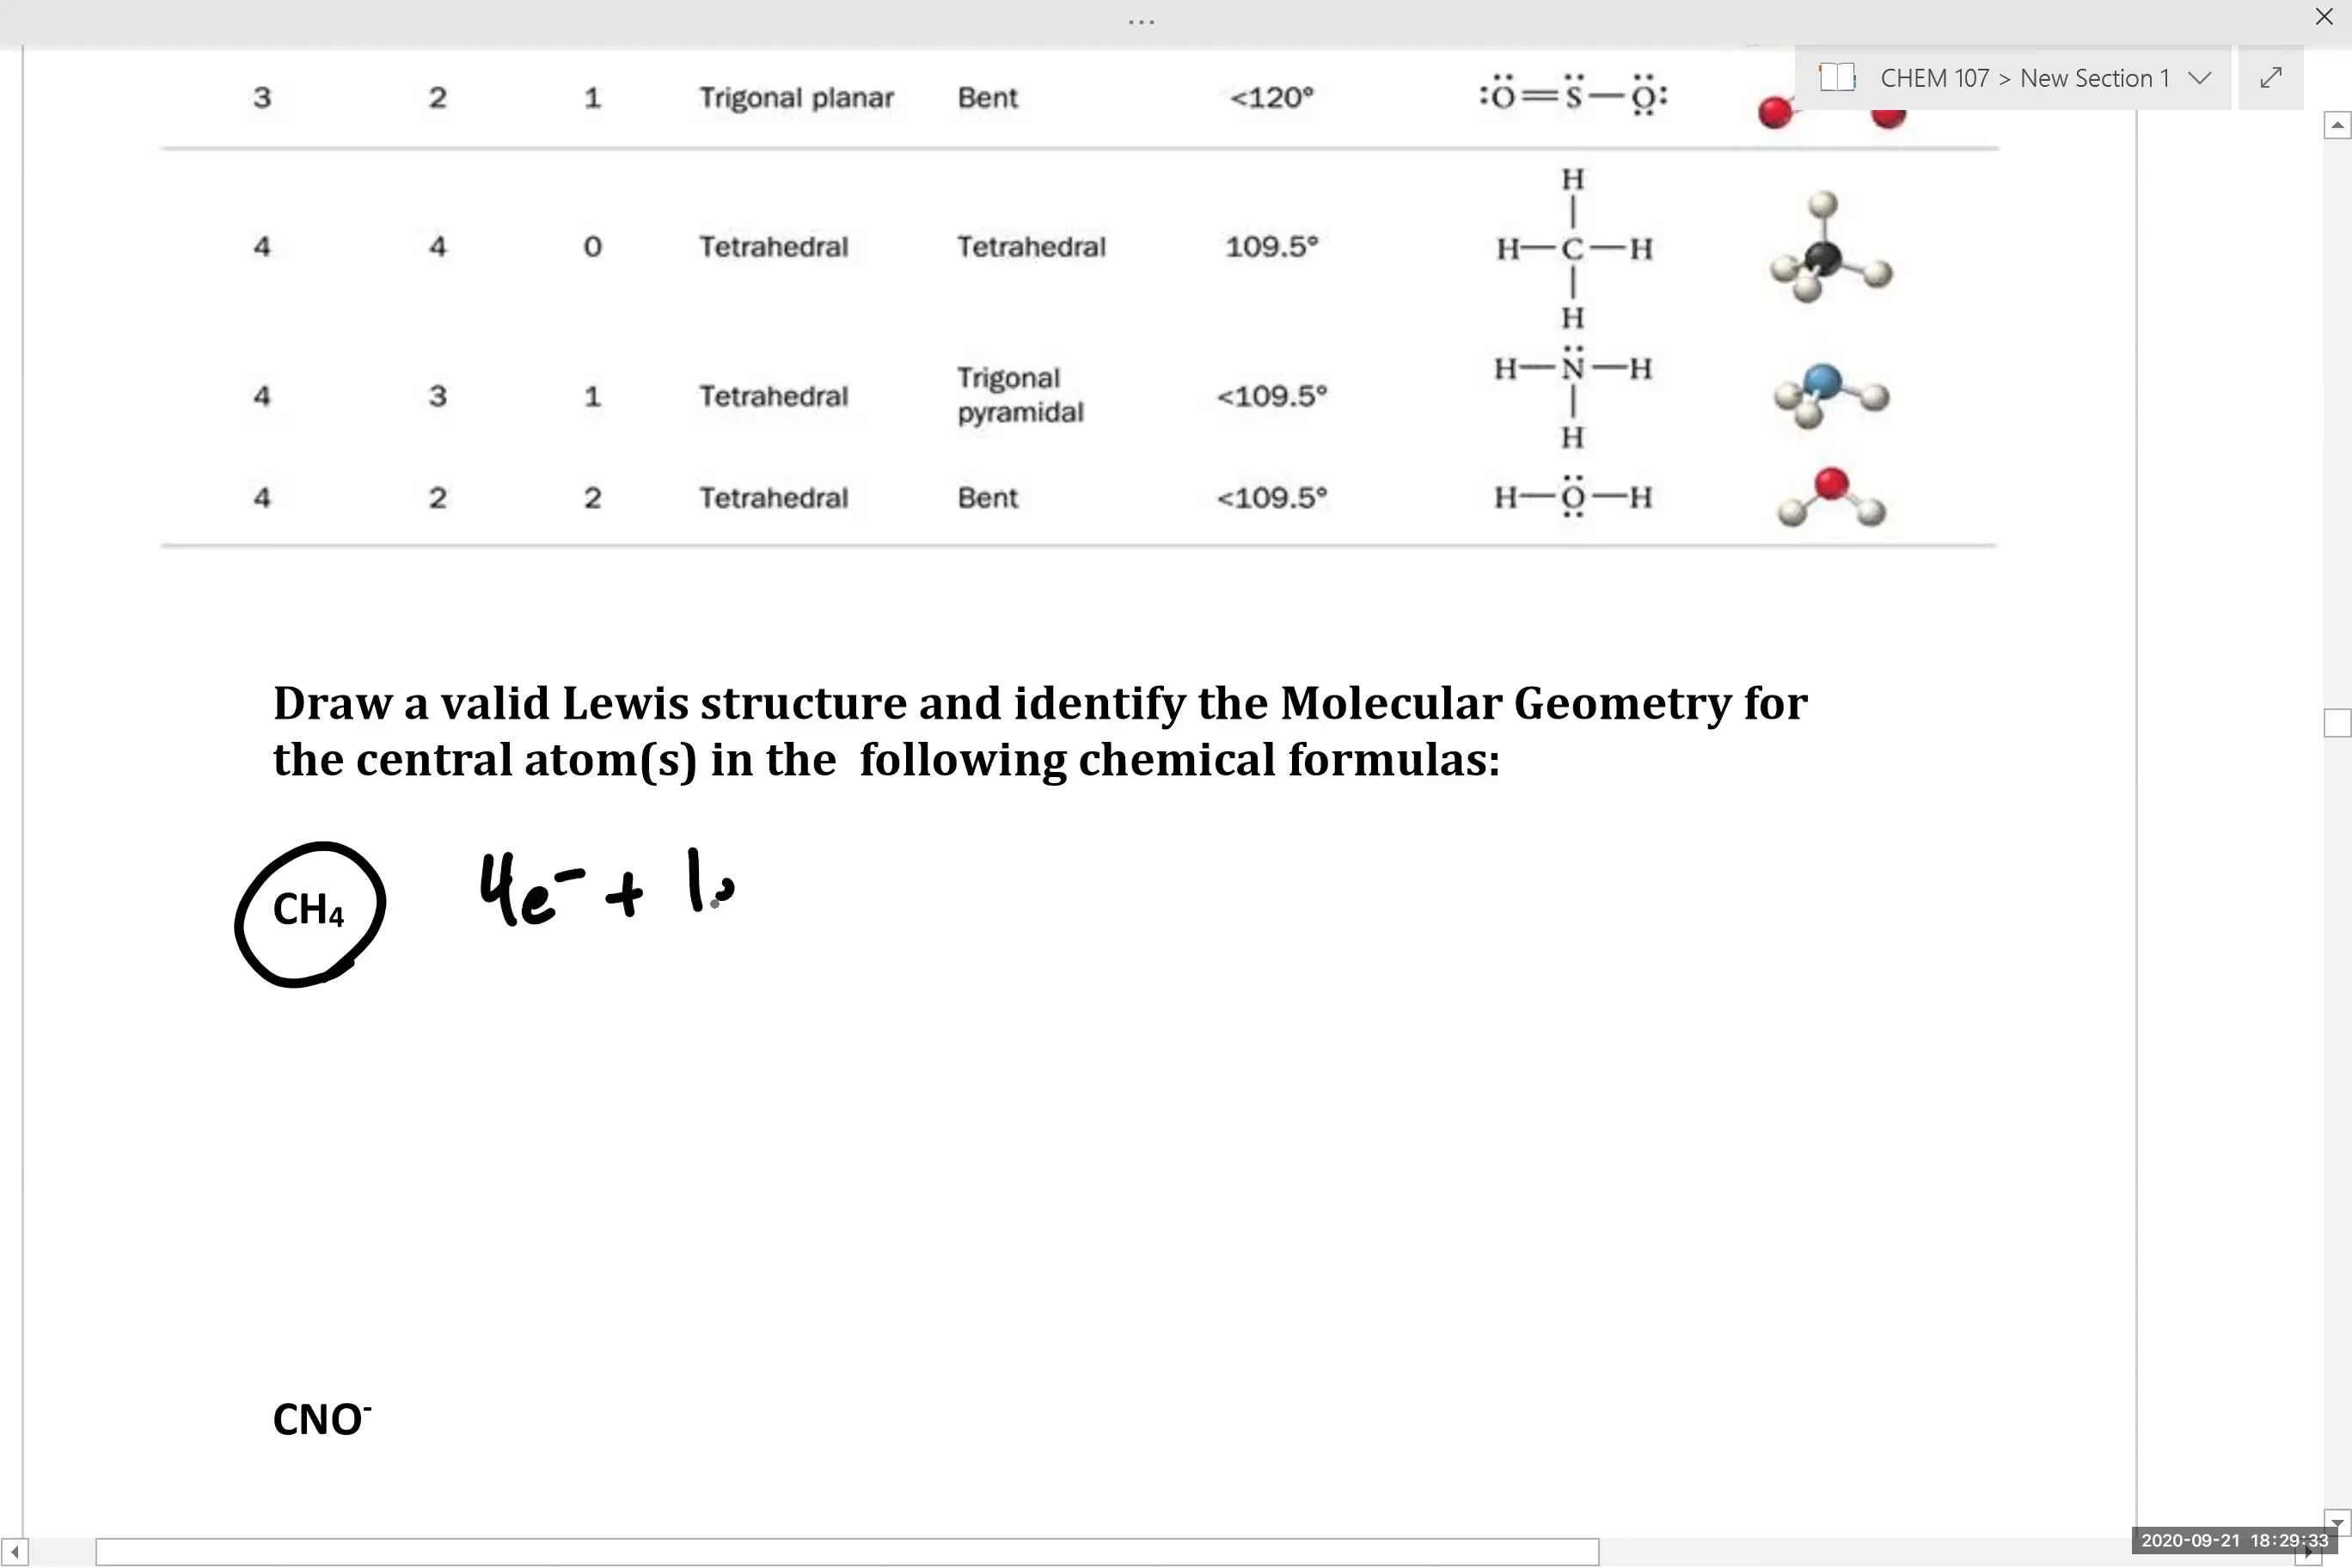 ...
CHEM 107 > New Section 1
3 2 1 Trigonal planar Bent <120° :Ö=S̈—Ö̤:
H
|
4 4 0 Tetrahedral Tetrahedral 109.5° H—C—H
|
H
4 3 1 Tetrahedral Trigonal pyramidal <109.5° H—N̈—H
|
H
4 2 2 Tetrahedral Bent <109.5° H—Ö̤—H
Draw a valid Lewis structure and identify the Molecular Geometry for
the central atom(s) in the following chemical formulas:
CH₄ 4e⁻ + 1
CNO⁻
2020-09-21 18:29:33